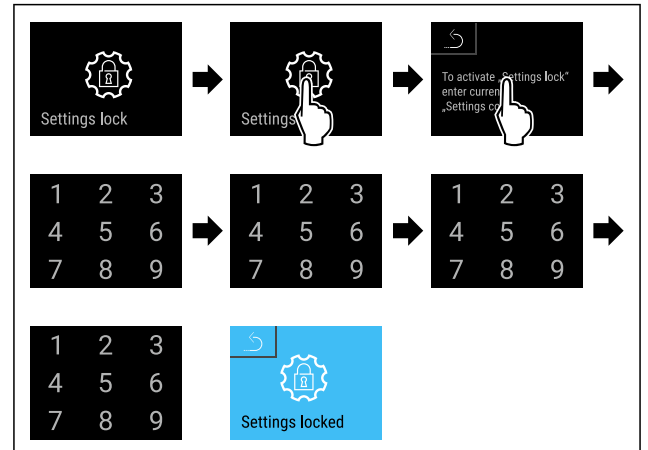 Settings lock
Settings
To activate „Settings lock"
enter curren
„Settings co
1 2 3
4 5 6
7 8 9
1 2 3
4 5 6
7 8 9
1 2 3
4 5 6
7 8 9
1 2 3
4 5 6
7 8 9
Settings locked